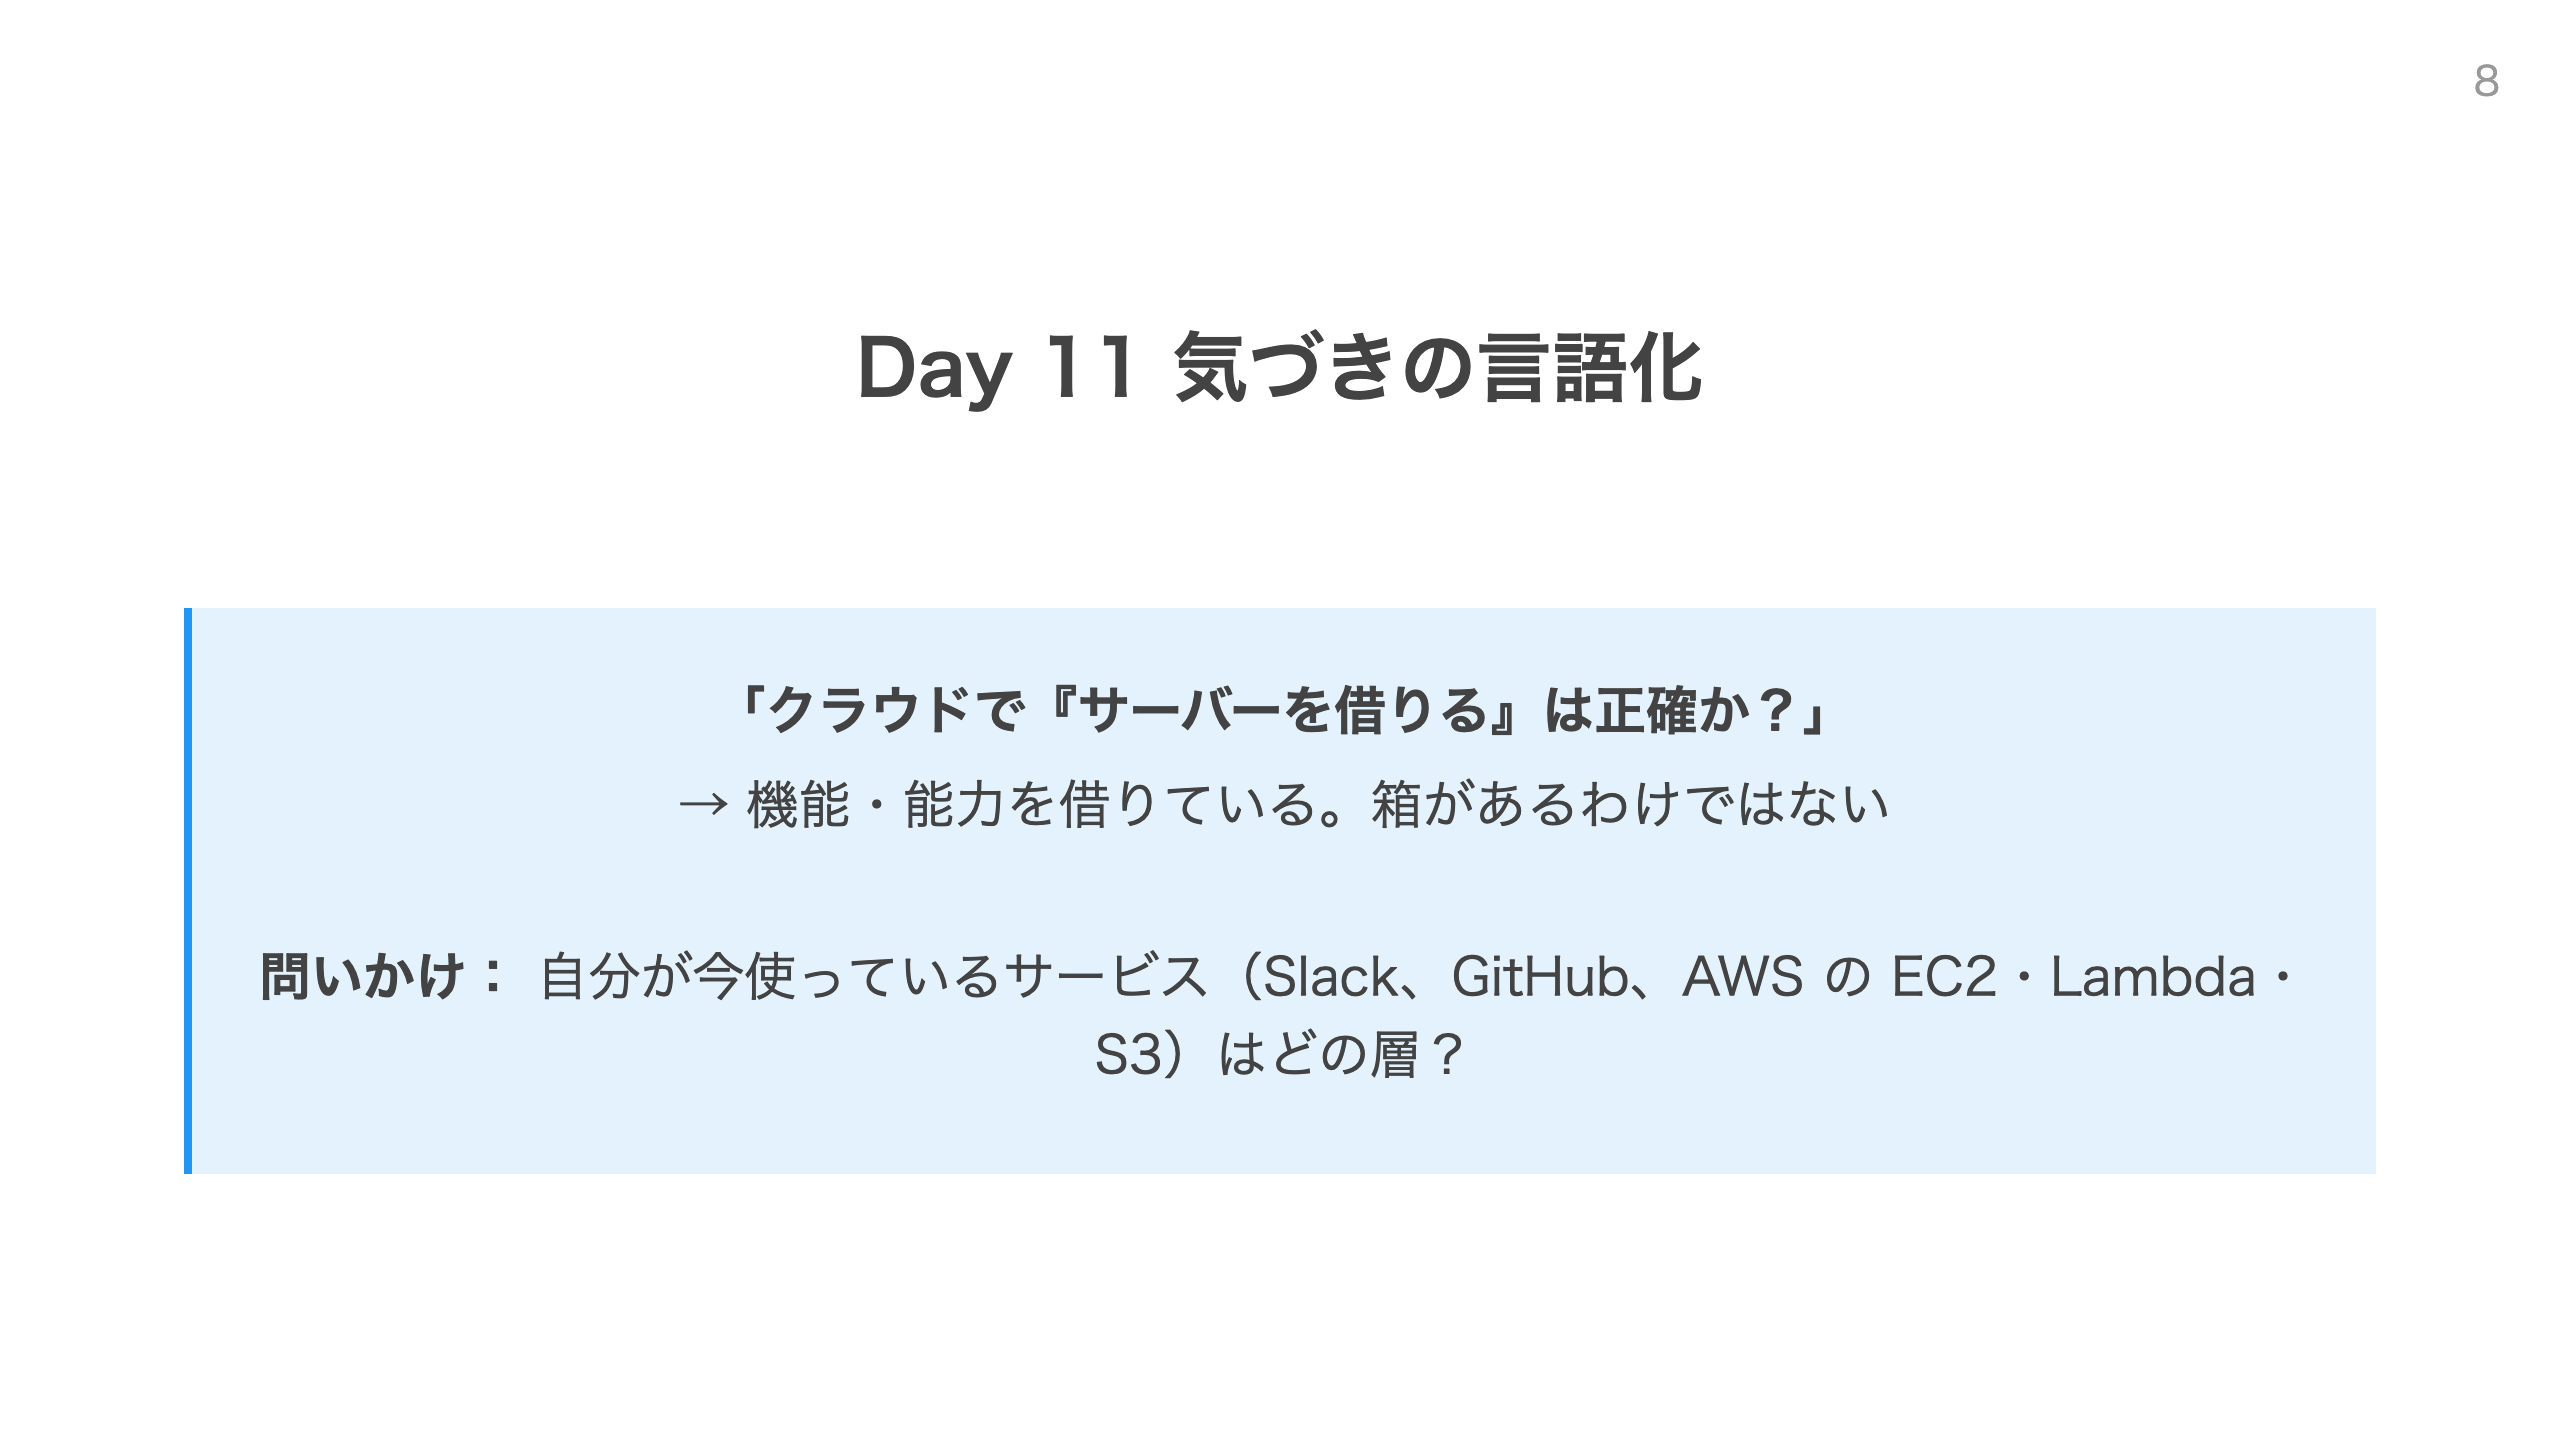 8
Day 11 気づきの言語化
「クラウドで『サーバーを借りる』は正確か？」
→ 機能・能力を借りている。箱があるわけではない
問いかけ： 自分が今使っているサービス（Slack、GitHub、AWS の EC2・Lambda・
S3）はどの層？